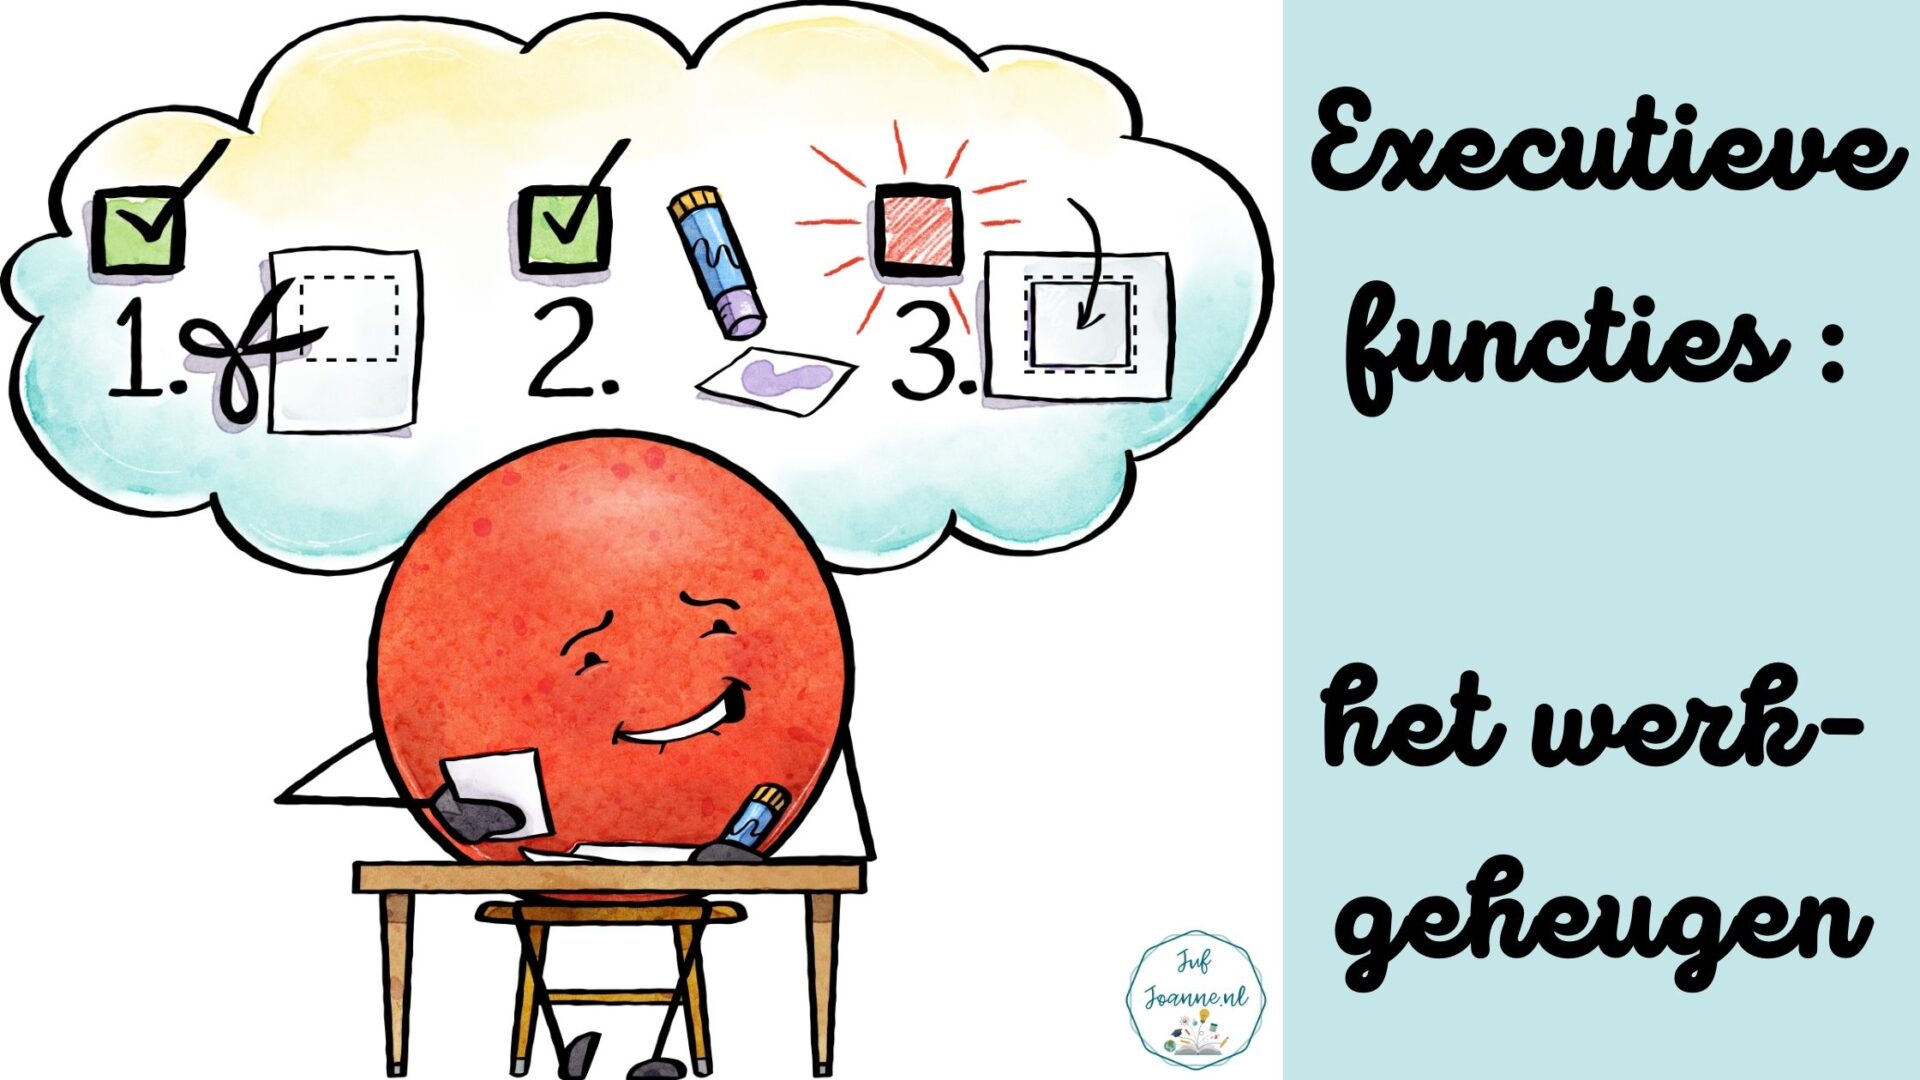 1.
2.
3.
Executieve
functies :
het werk-
geheugen
Juf
Joanne.nl